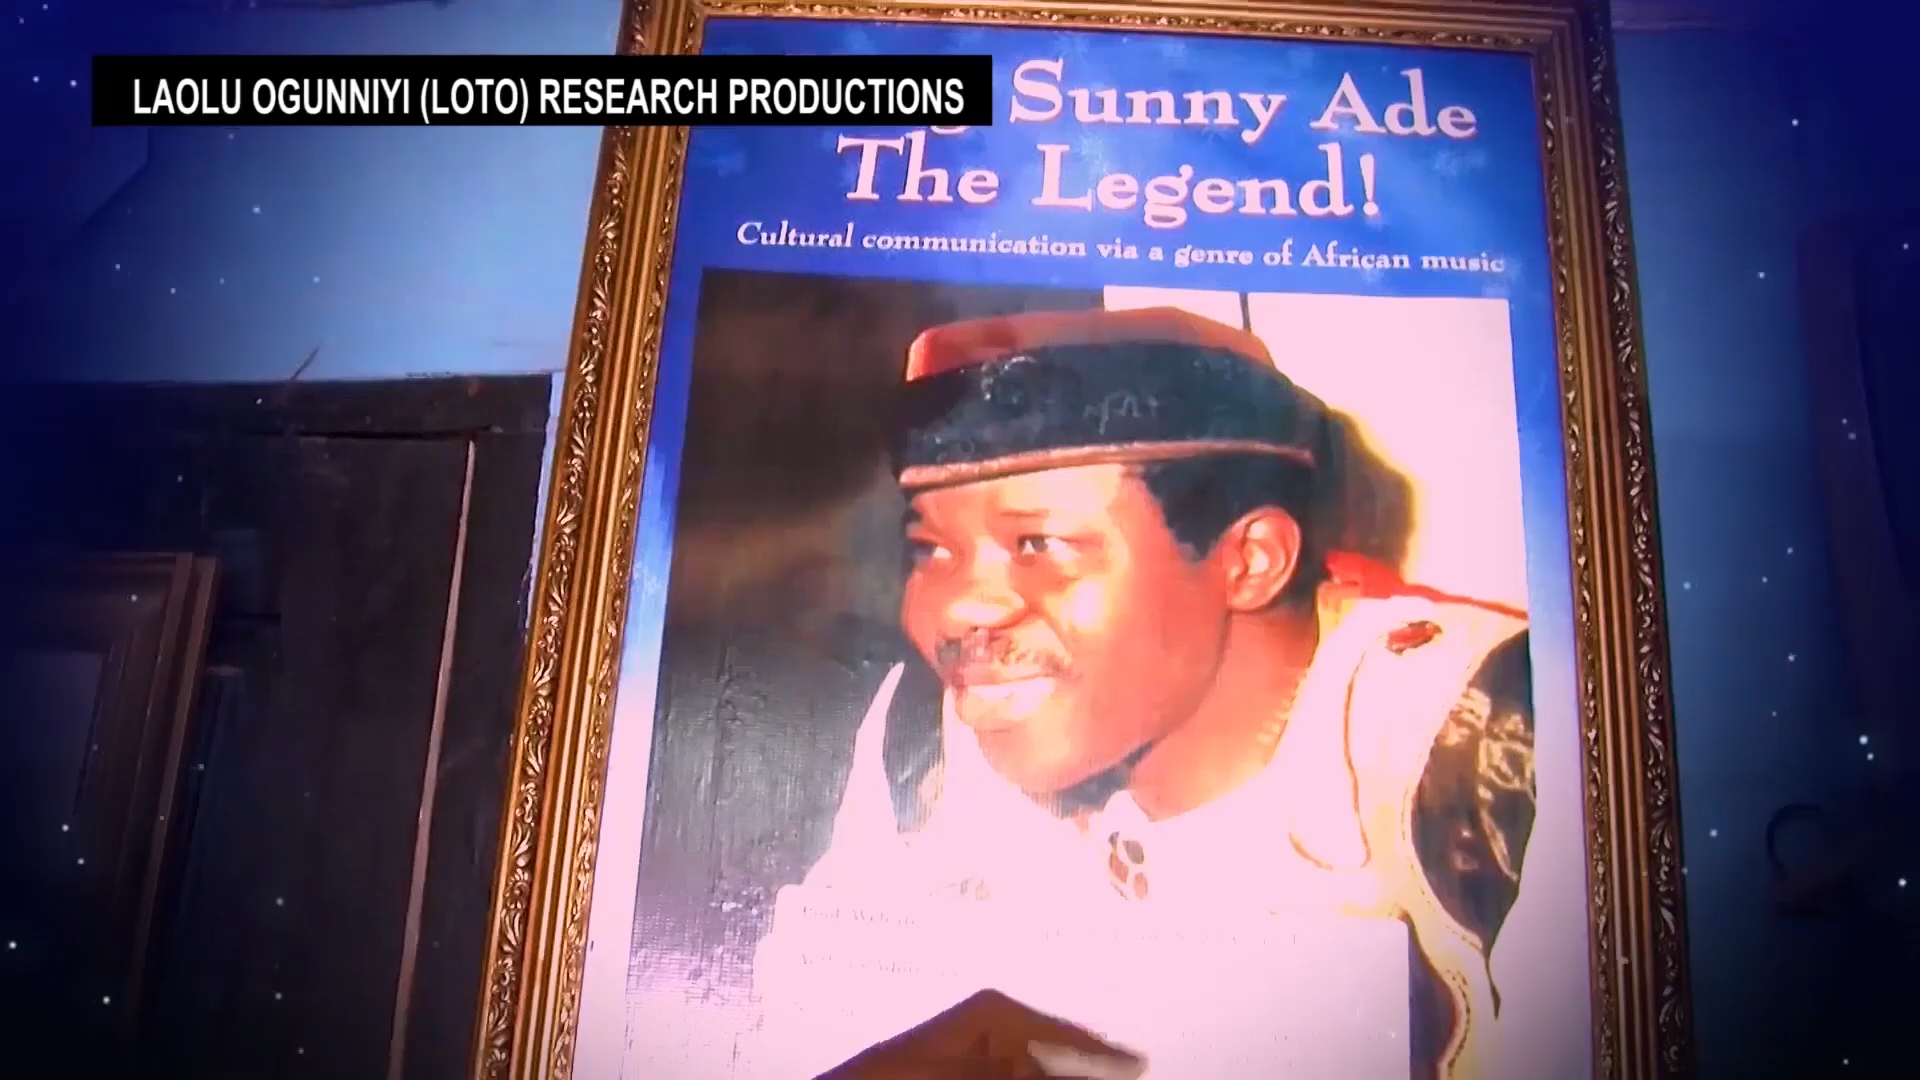 LAOLU OGUNNIYI (LOTO) RESEARCH PRODUCTIONS
Sunny Ade
The Legend!
Cultural communication via a genre of African music